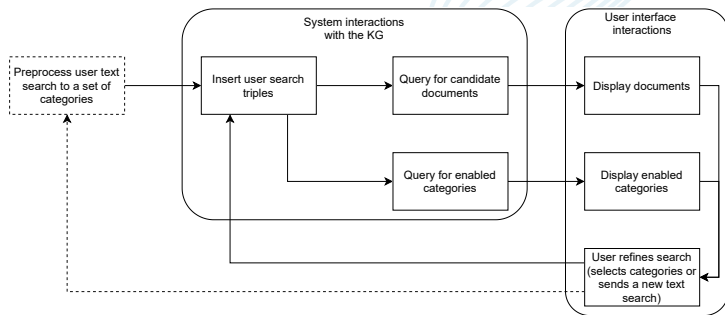 System interactions
with the KG
User interface
interactions
Preprocess user text
search to a set of
categories
Insert user search
triples
Query for candidate
documents
Display documents
Query for enabled
categories
Display enabled
categories
User refines search
(selects categories or
sends a new text
search)